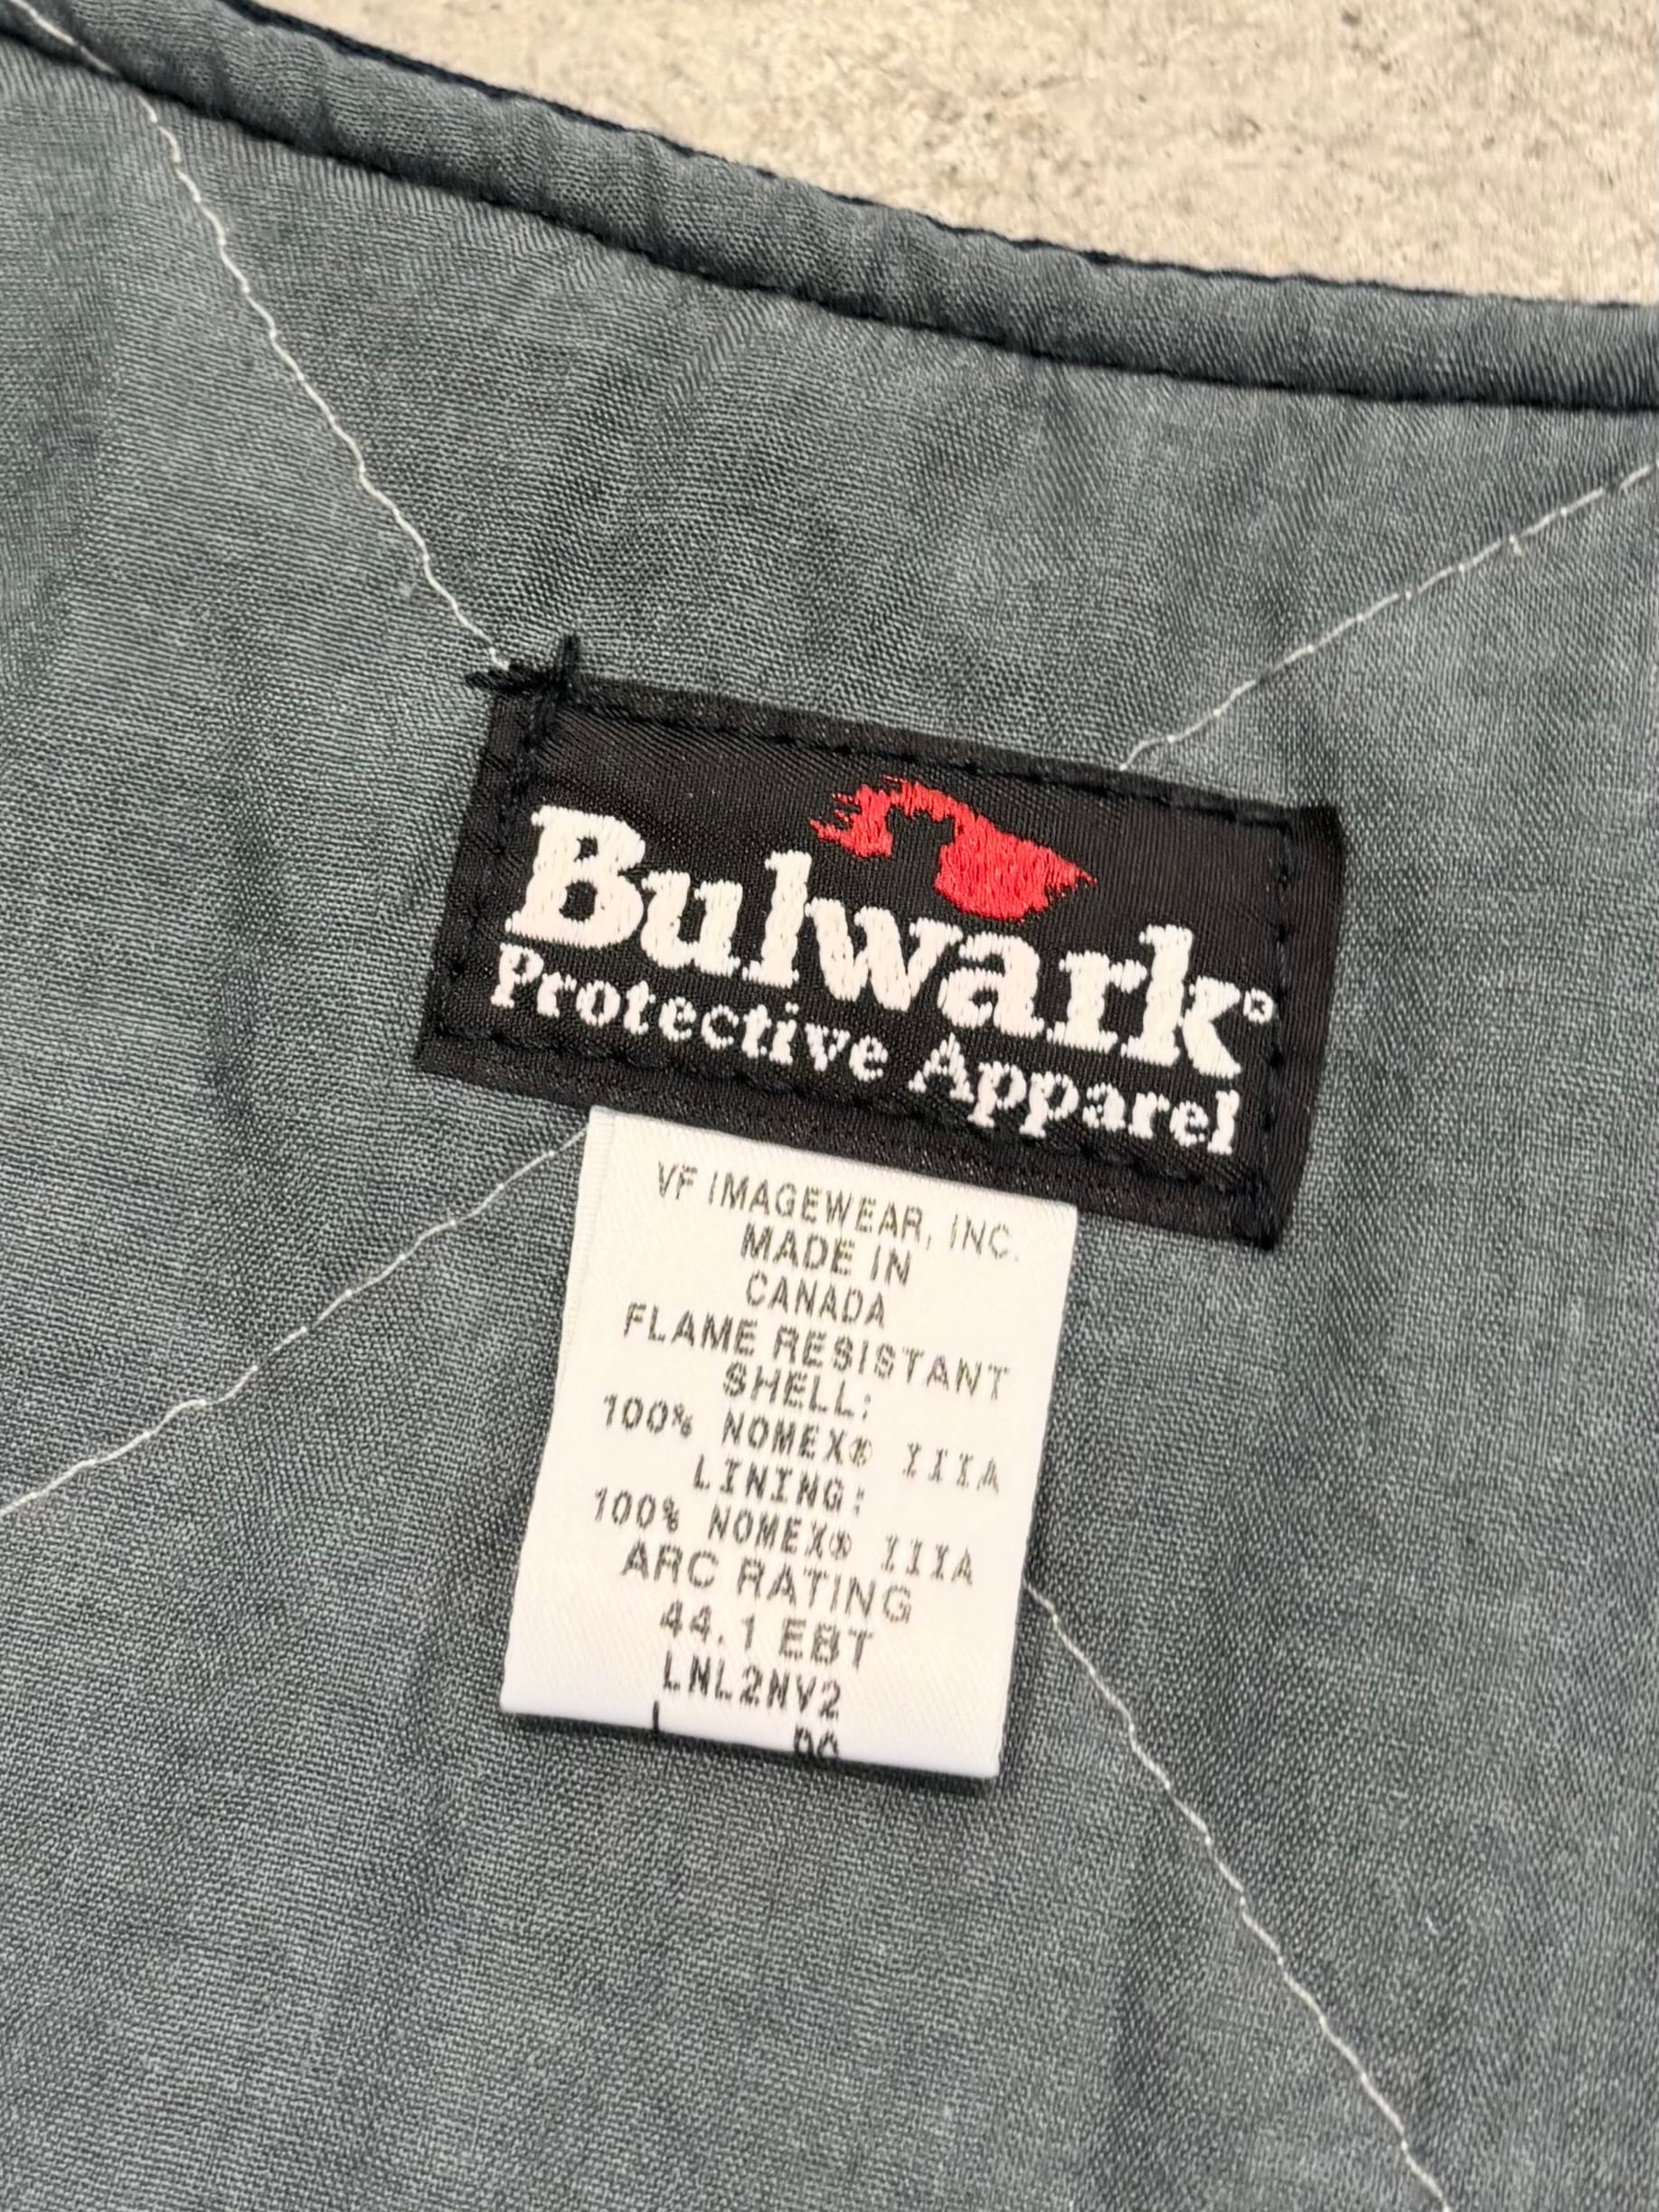 Bulwark®
Protective Apparel
VF IMAGEWEAR, INC.
MADE IN
CANADA
FLAME RESISTANT
SHELL:
100% NOMEX® IIIA
LINING:
100% NOMEX® IIIA
ARC RATING
44.1 EBT
LNL2NV2